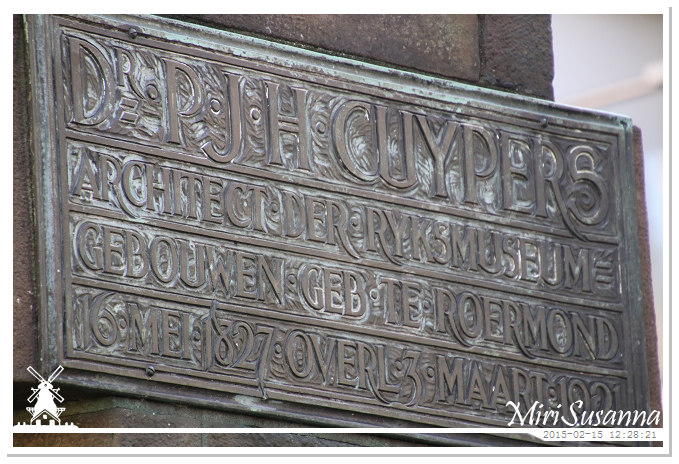 DR. P. J. H. CUYPERS
ARCHITECT · DER · RYKSMUSEUM=
GEBOUWEN · GEB · TE · ROERMOND
16 · MEI · 1827 · OVERL · 3 · MAART · 1921
MiriSusanna
2015-02-15 12:28:21